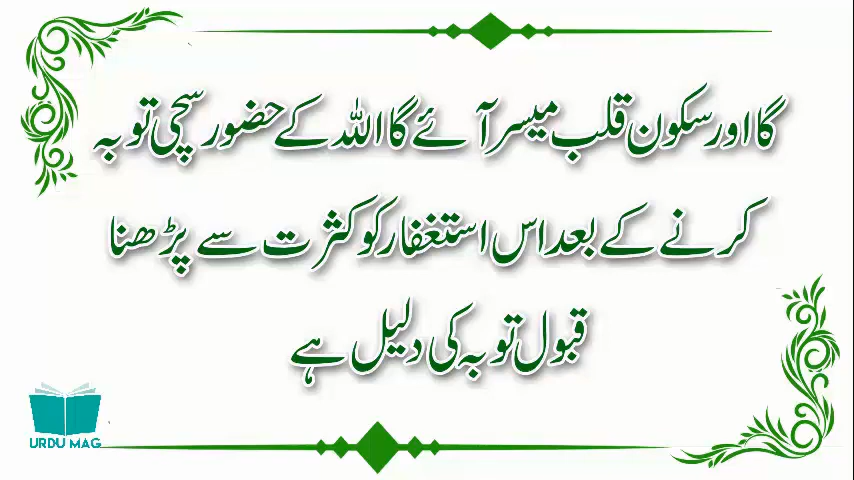 گا اور سکون قلب میسر آئے گا اللہ کے حضور سچی توبہ
کرنے کے بعد اس استغفار کو کثرت سے پڑھنا
قبول توبہ کی دلیل ہے
URDU MAG